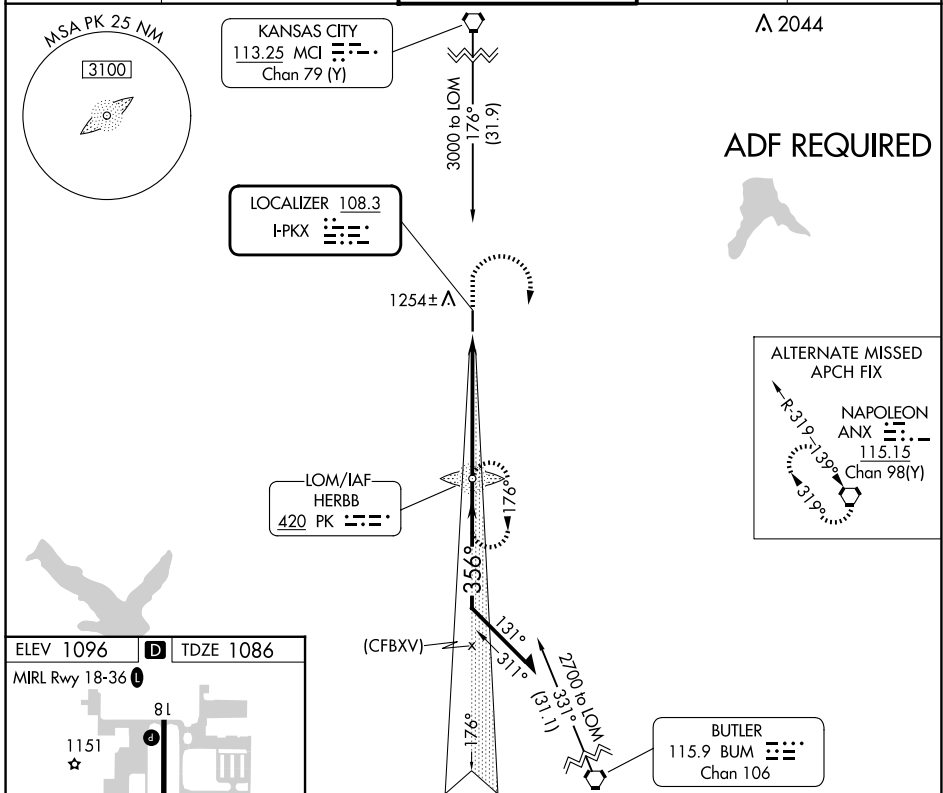 MSA PK 25 NM
3100
KANSAS CITY
113.25 MCI
Chan 79 (Y)
3000 to LOM
176°
(31.9)
2044
ADF REQUIRED
LOCALIZER 108.3
I-PKX
1254±
ALTERNATE MISSED
APCH FIX
R-319
139°
319°
NAPOLEON
ANX
115.15
Chan 98(Y)
LOM/IAF
HERBB
420 PK
176°
356°
(CFBXV)
x
131°
311°
176°
2700 to LOM
331°
(31.1)
BUTLER
115.9 BUM
Chan 106
ELEV 1096 D TDZE 1086
MIRL Rwy 18-36 L
18
P
1151